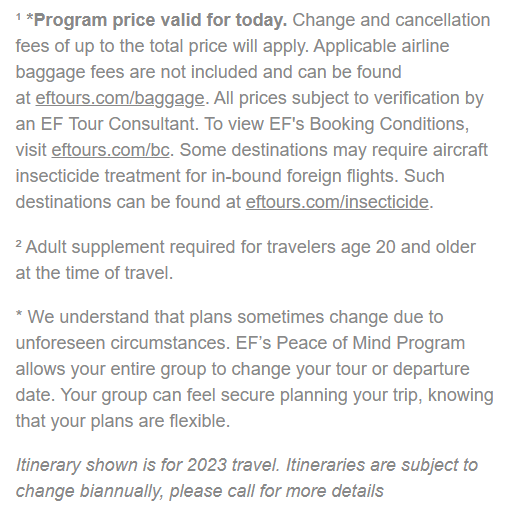 ¹ *Program price valid for today. Change and cancellation
fees of up to the total price will apply. Applicable airline
baggage fees are not included and can be found
at eftours.com/baggage. All prices subject to verification by
an EF Tour Consultant. To view EF's Booking Conditions,
visit eftours.com/bc. Some destinations may require aircraft
insecticide treatment for in-bound foreign flights. Such
destinations can be found at eftours.com/insecticide.
² Adult supplement required for travelers age 20 and older
at the time of travel.
* We understand that plans sometimes change due to
unforeseen circumstances. EF’s Peace of Mind Program
allows your entire group to change your tour or departure
date. Your group can feel secure planning your trip, knowing
that your plans are flexible.
Itinerary shown is for 2023 travel. Itineraries are subject to
change biannually, please call for more details